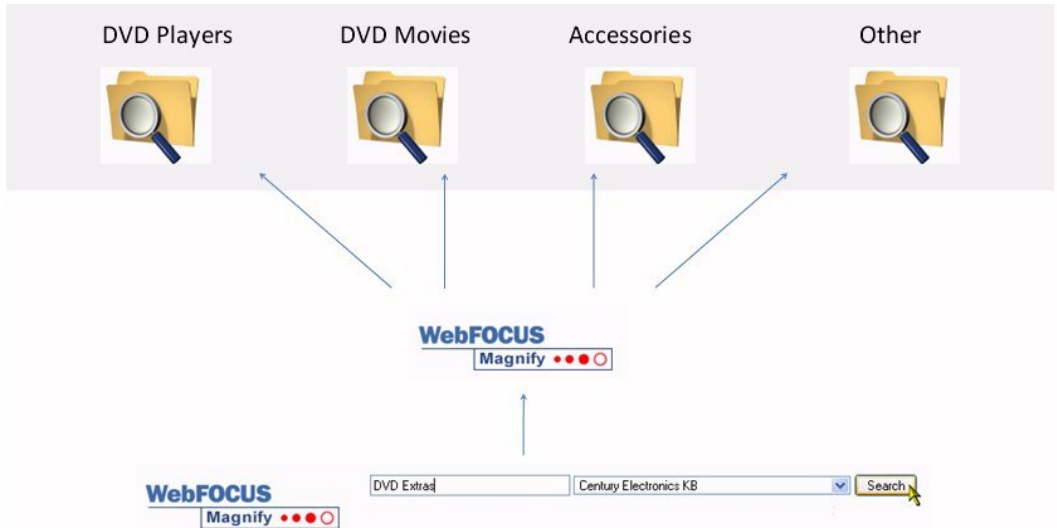 DVD Players
DVD Movies
Accessories
Other
WebFOCUS
Magnify
WebFOCUS
Magnify
DVD Extras
Century Electronics KB
Search